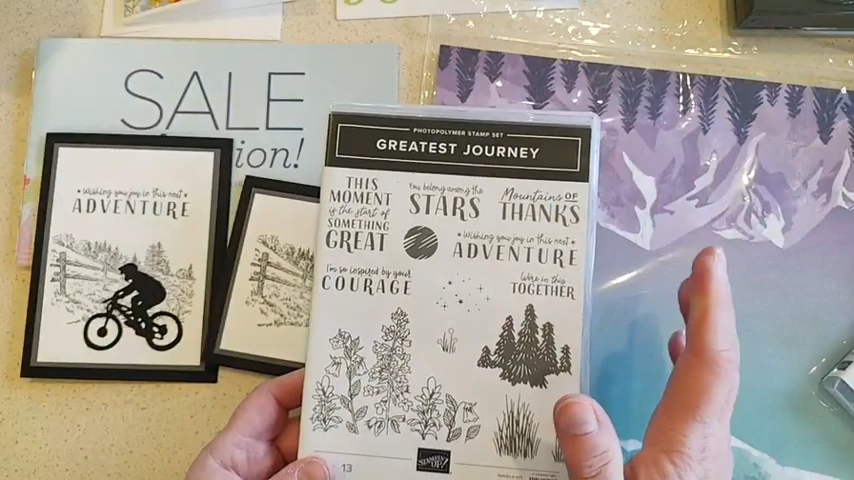 SALE
ion!
Wishing you joy in this next
ADVENTURE
PHOTOPOLYMER STAMP SET
GREATEST JOURNEY
THIS
MOMENT
is the start of
SOMETHING
GREAT
You belong among the
STARS
Mountains OF
THANKS
Wishing you joy in this next
ADVENTURE
I'm so inspired by your
COURAGE
We're in this
TOGETHER
13
STAMPIN' UP!